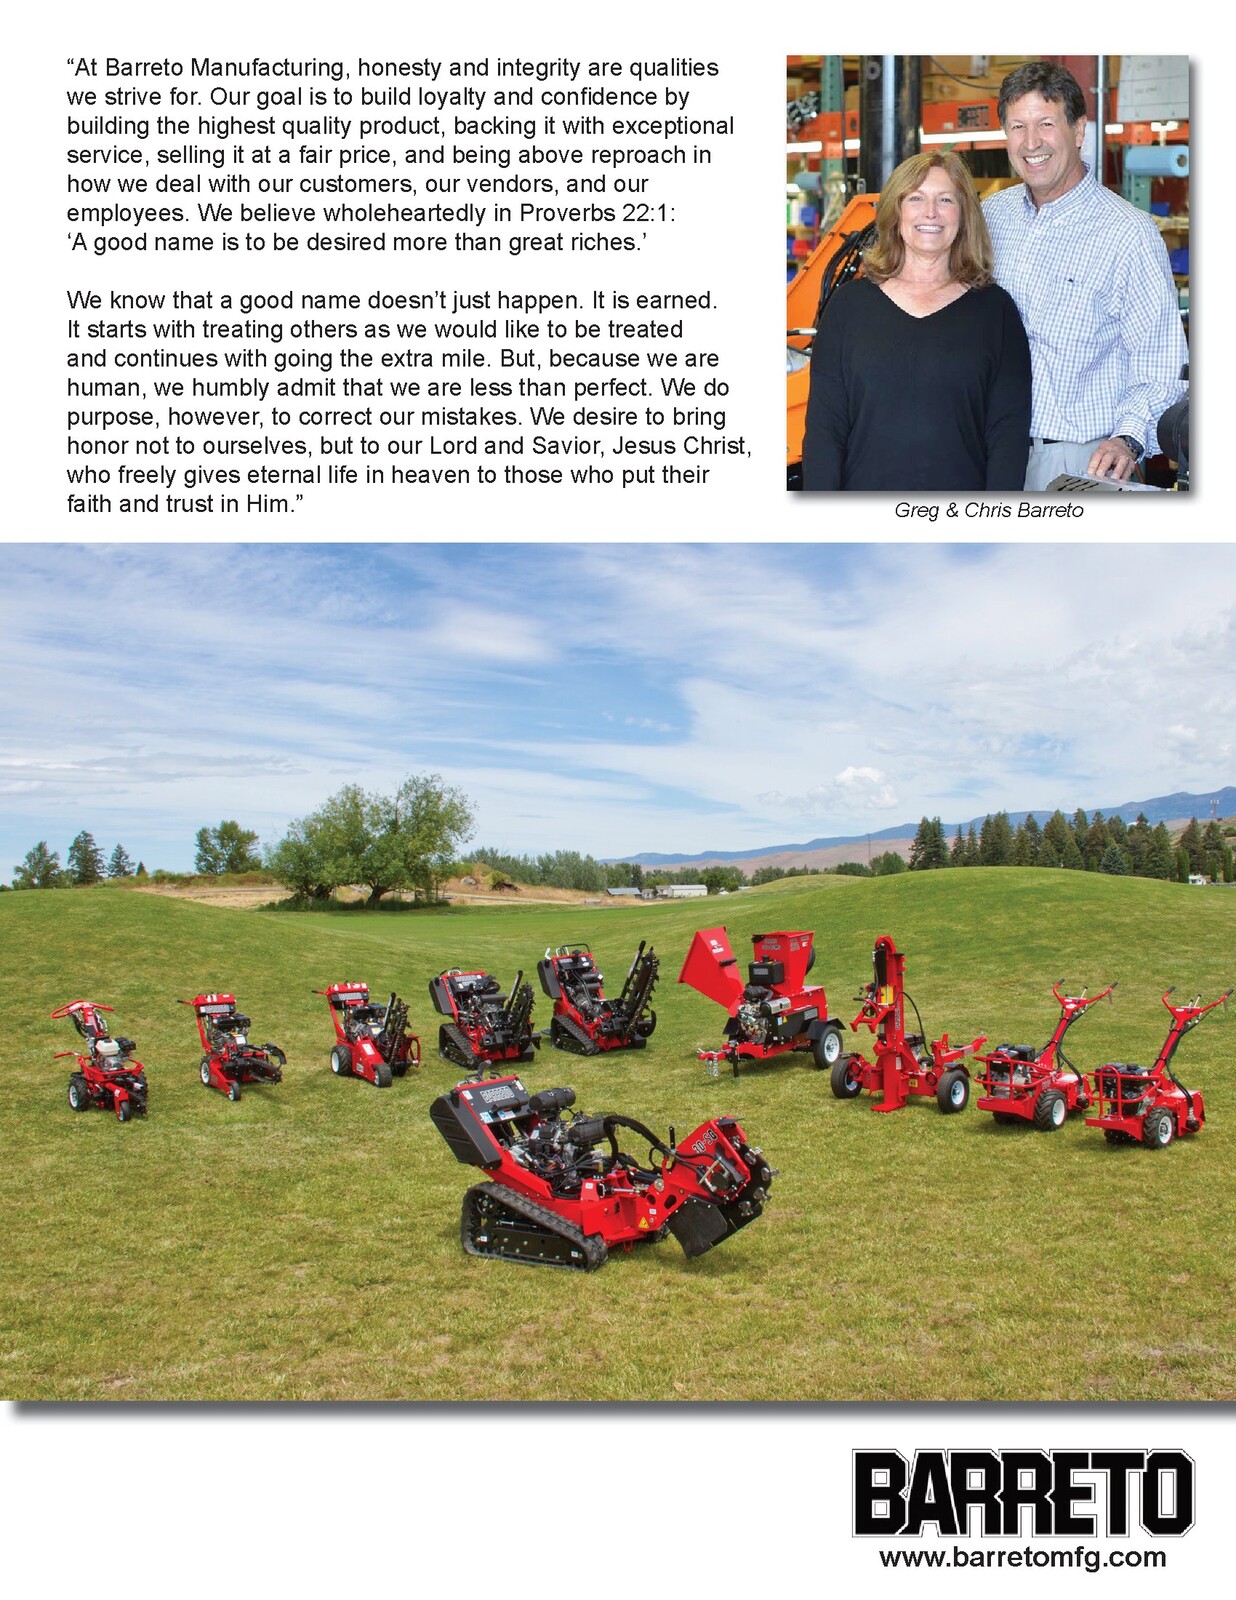 “At Barreto Manufacturing, honesty and integrity are qualities
we strive for. Our goal is to build loyalty and confidence by
building the highest quality product, backing it with exceptional
service, selling it at a fair price, and being above reproach in
how we deal with our customers, our vendors, and our
employees. We believe wholeheartedly in Proverbs 22:1:
‘A good name is to be desired more than great riches.’
We know that a good name doesn’t just happen. It is earned.
It starts with treating others as we would like to be treated
and continues with going the extra mile. But, because we are
human, we humbly admit that we are less than perfect. We do
purpose, however, to correct our mistakes. We desire to bring
honor not to ourselves, but to our Lord and Savior, Jesus Christ,
who freely gives eternal life in heaven to those who put their
faith and trust in Him.”
Greg & Chris Barreto
10-SG
BARRETO
www.barretomfg.com